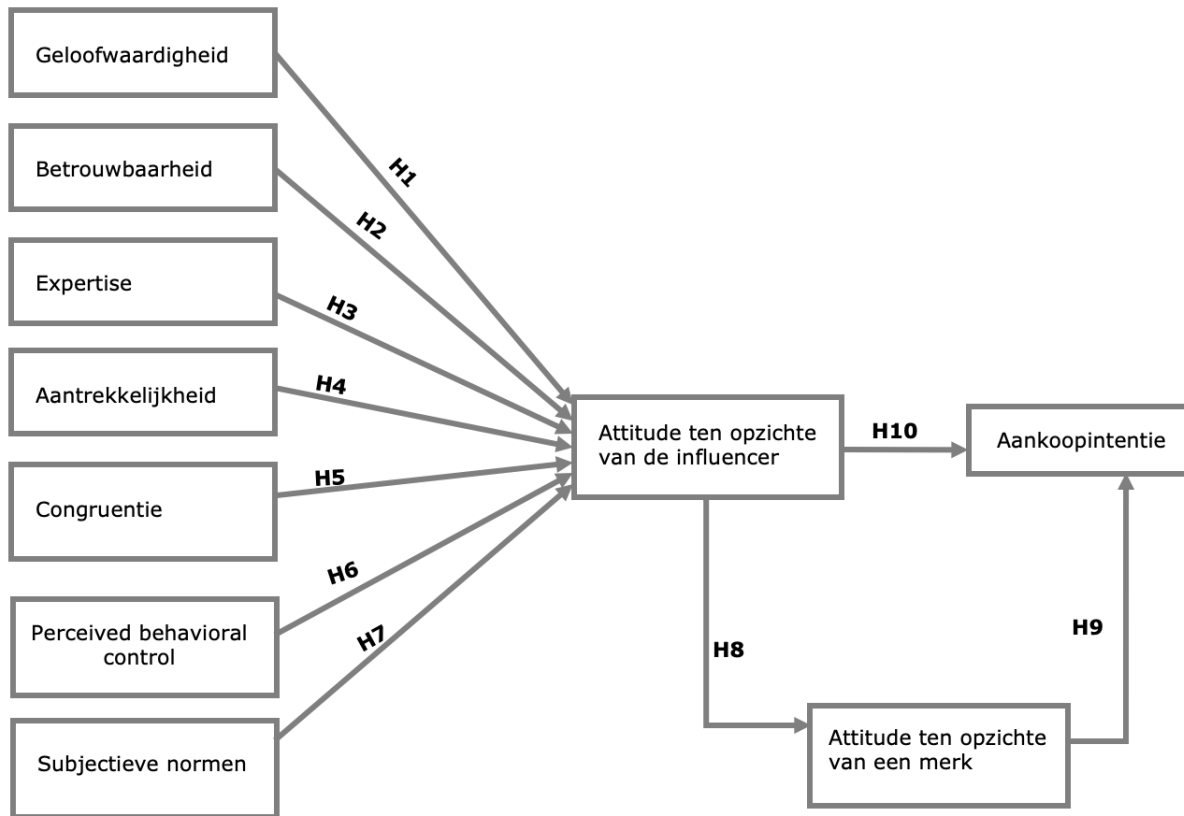 Geloofwaardigheid
Betrouwbaarheid
Expertise
Aantrekkelijkheid
Congruentie
Perceived behavioral
control
Subjectieve normen
H1
H2
H3
H4
H5
H6
H7
Attitude ten opzichte
van de influencer
H10
Aankoopintentie
H8
H9
Attitude ten opzichte
van een merk